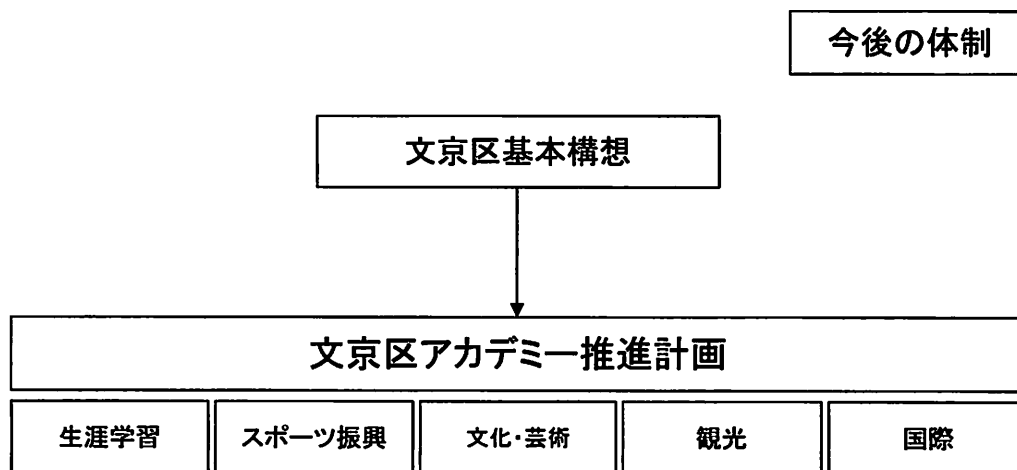 今後の体制
文京区基本構想
文京区アカデミー推進計画
生涯学習
スポーツ振興
文化・芸術
観光
国際